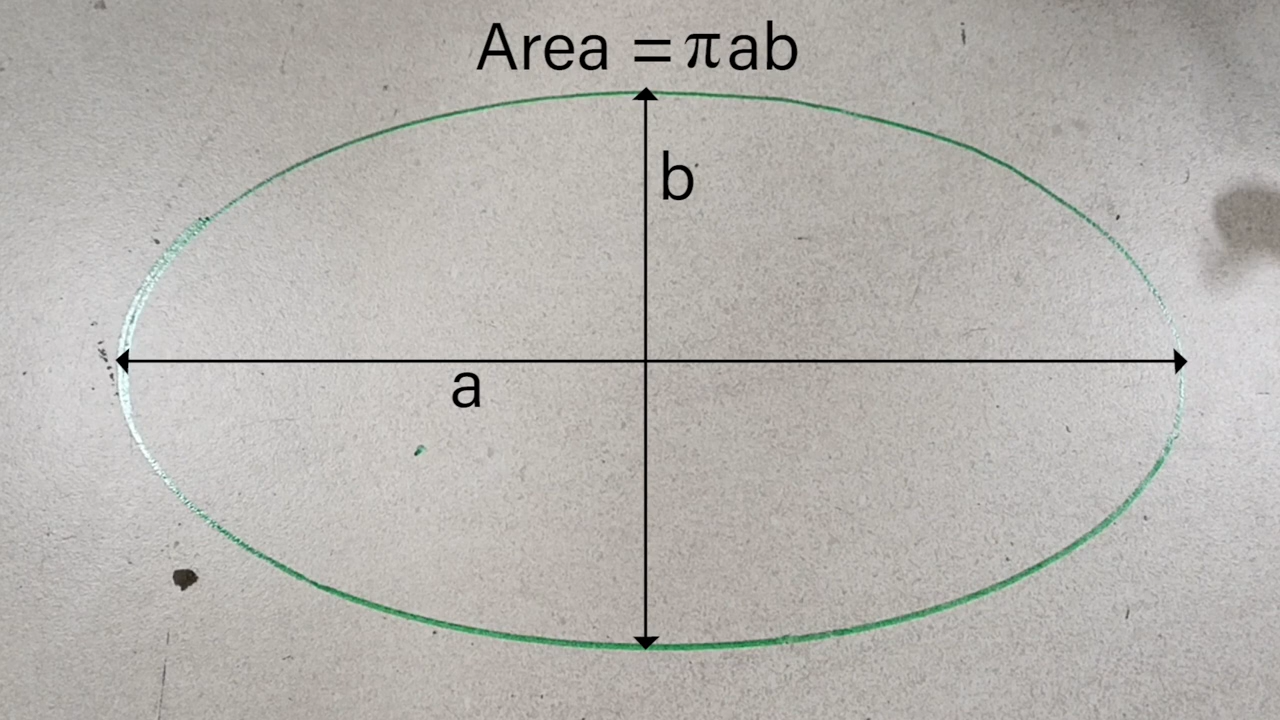 Area = πab
b
a